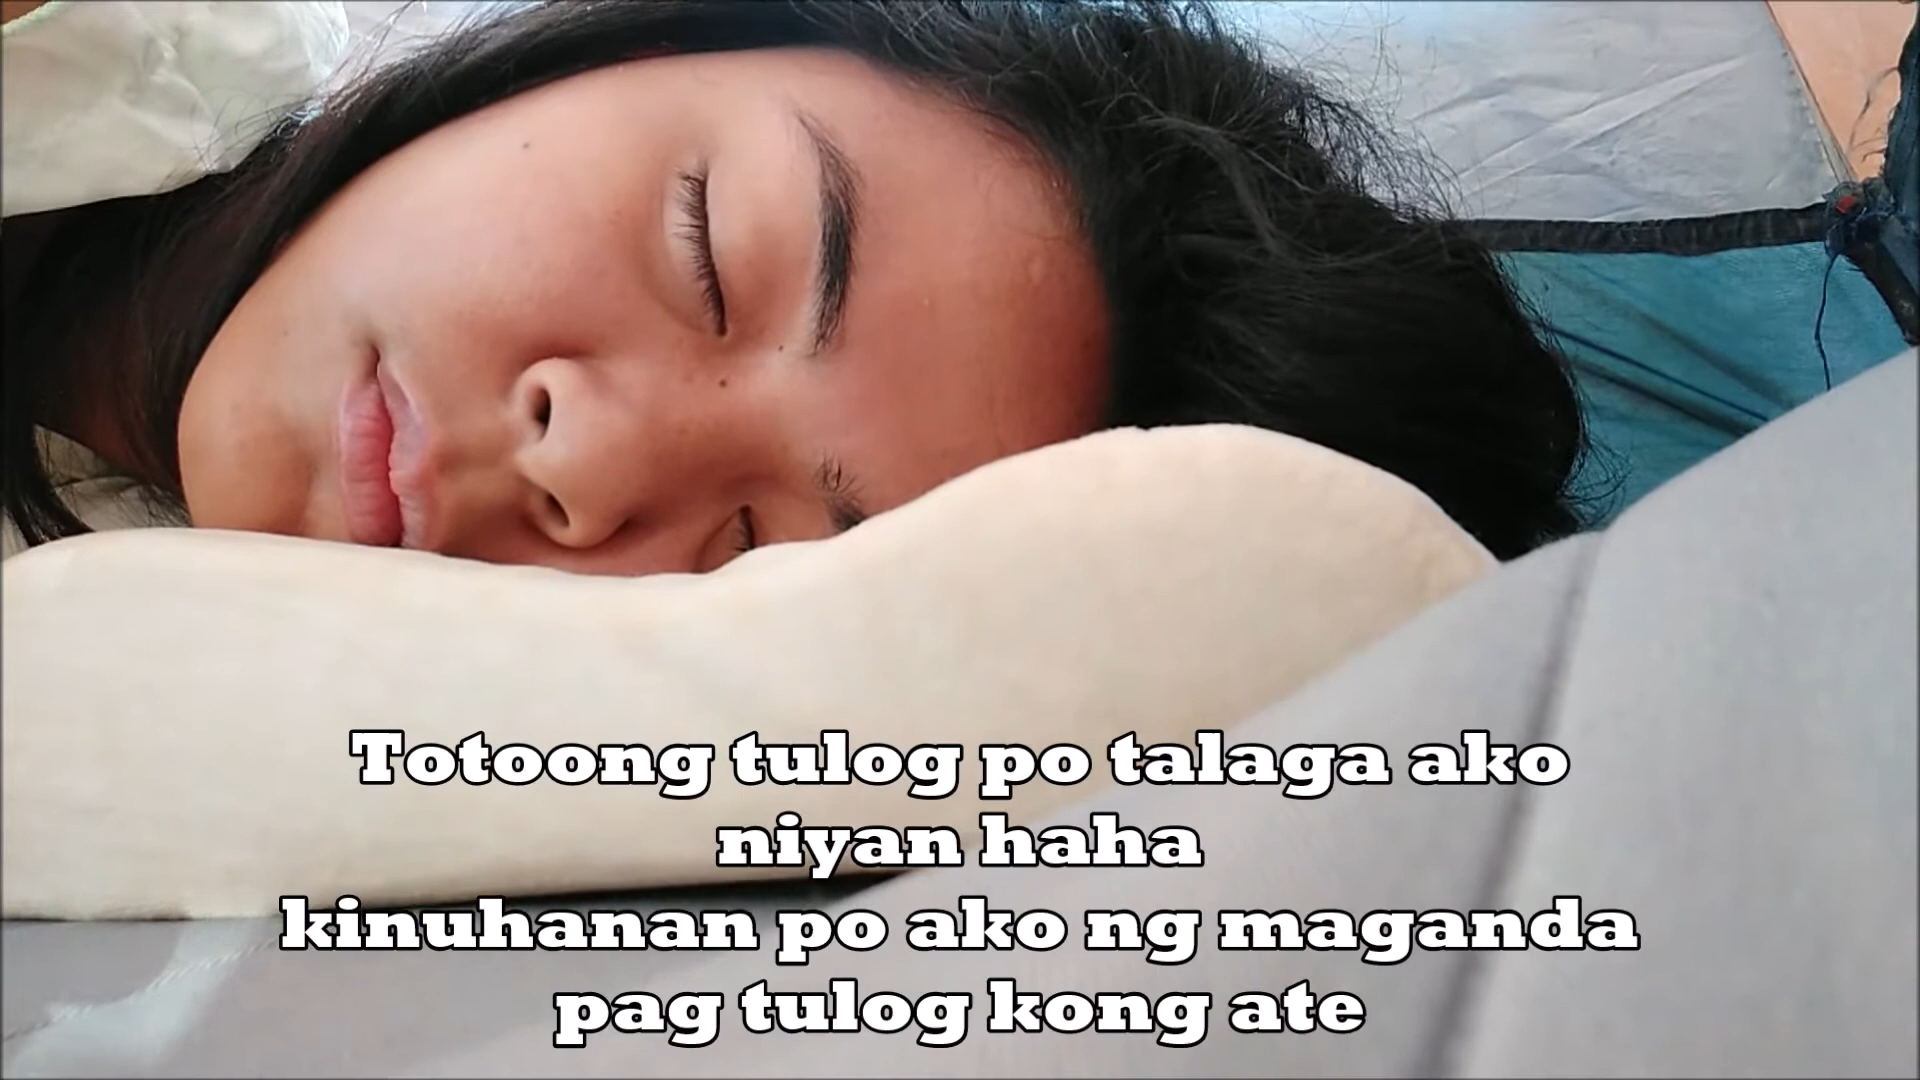 Totoong tulog po talaga ako
niyan haha
kinuhanan po ako ng maganda
pag tulog kong ate